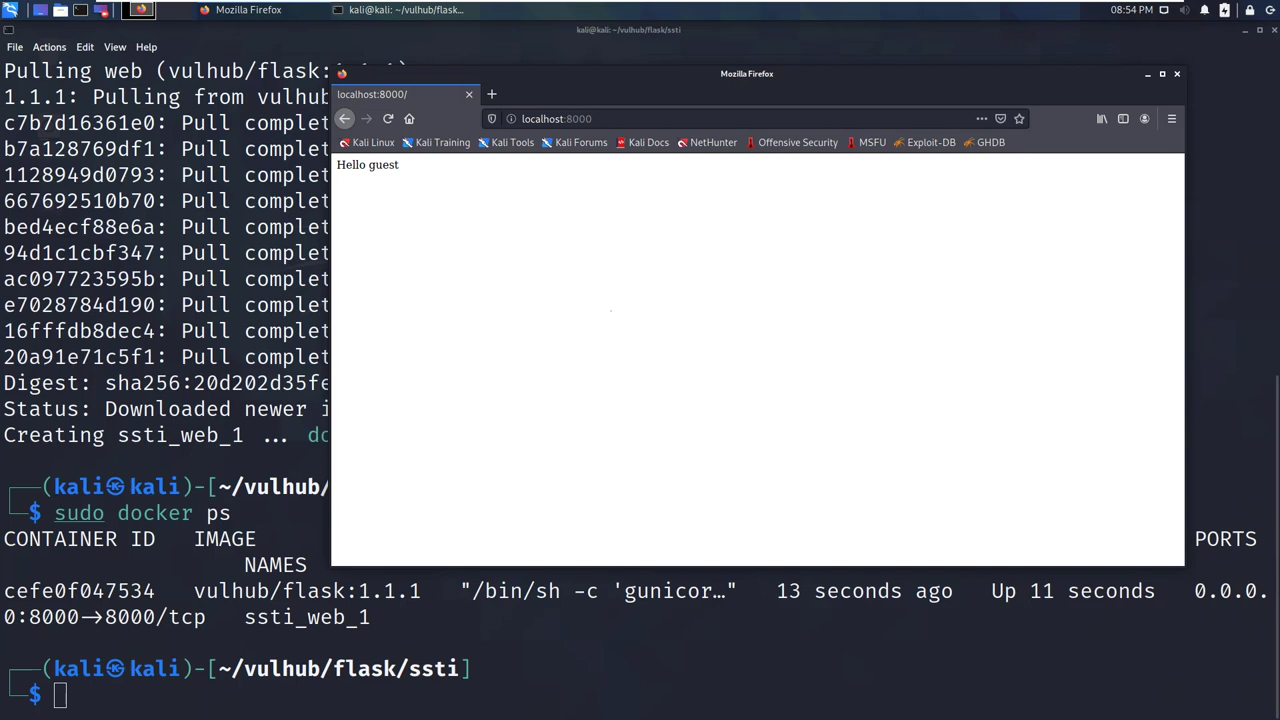 Mozilla Firefox
kali@kali: ~/vulhub/flask...
08:54 PM
kali@kali: ~/vulhub/flask/ssti
File Actions Edit View Help
Pulling web (vulhub/flask:1.1.1)
1.1.1: Pulling from vulhub
c7b7d16361e0: Pull complet
b7a128769df1: Pull complet
1128949d0793: Pull complet
667692510b70: Pull complet
bed4ecf88e6a: Pull complet
94d1c1cbf347: Pull complet
ac097723595b: Pull complet
e7028784d190: Pull complet
16fffdb8dec4: Pull complet
20a91e71c5f1: Pull complet
Digest: sha256:20d202d35fe
Status: Downloaded newer i
Creating ssti_web_1 ... do
┌──(kali㉿kali)-[~/vulhub/
└─$ sudo docker ps
CONTAINER ID IMAGE PORTS
NAMES
cefe0f047534 vulhub/flask:1.1.1 "/bin/sh -c 'gunicor…" 13 seconds ago Up 11 seconds 0.0.0.
0:8000→8000/tcp ssti_web_1
┌──(kali㉿kali)-[~/vulhub/flask/ssti]
└─$
Mozilla Firefox
localhost:8000/
localhost:8000
Kali Linux Kali Training Kali Tools Kali Forums Kali Docs NetHunter Offensive Security MSFU Exploit-DB GHDB
Hello guest